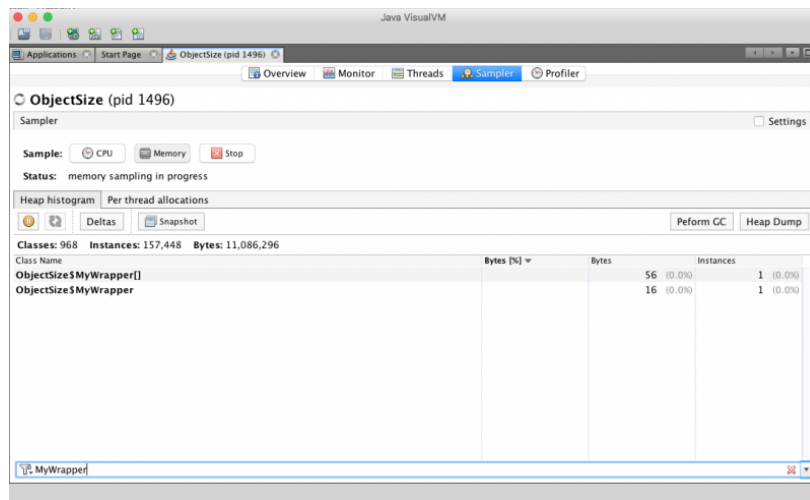 Java VisualVM
Applications Start Page ObjectSize (pid 1496)
Overview Monitor Threads Sampler Profiler
ObjectSize (pid 1496)
Sampler Settings
Sample: CPU Memory Stop
Status: memory sampling in progress
Heap histogram Per thread allocations
Deltas Snapshot Peform GC Heap Dump
Classes: 968 Instances: 157,448 Bytes: 11,086,296
Class Name Bytes [%] Bytes Instances
ObjectSize$MyWrapper[] 56 (0.0%) 1 (0.0%)
ObjectSize$MyWrapper 16 (0.0%) 1 (0.0%)
MyWrapper